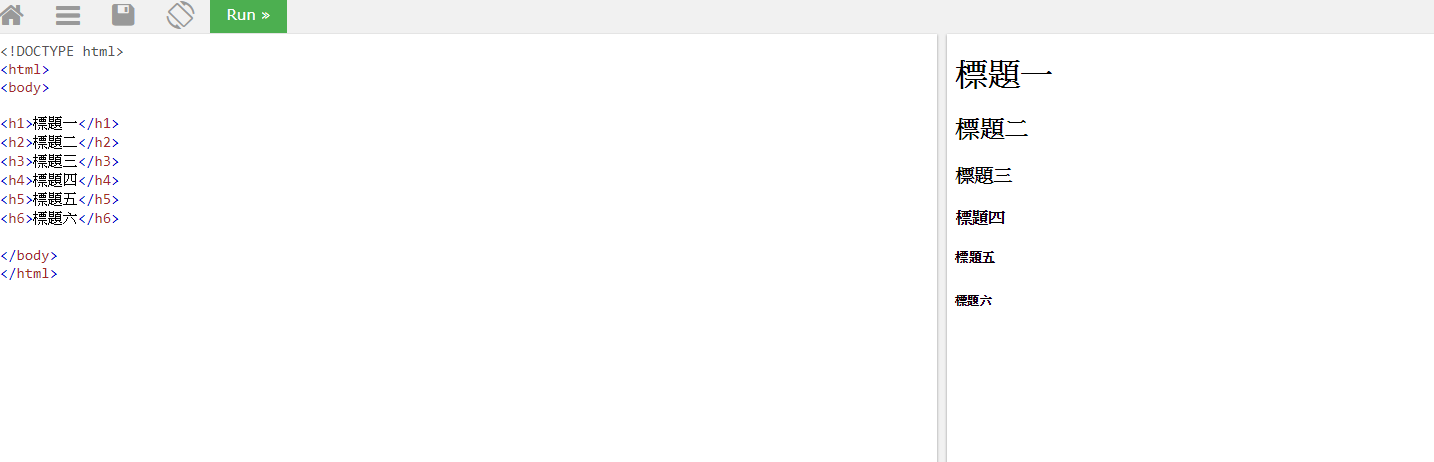 Run »
<!DOCTYPE html>
<html>
<body>
<h1>標題一</h1>
<h2>標題二</h2>
<h3>標題三</h3>
<h4>標題四</h4>
<h5>標題五</h5>
<h6>標題六</h6>
</body>
</html>
標題一
標題二
標題三
標題四
標題五
標題六